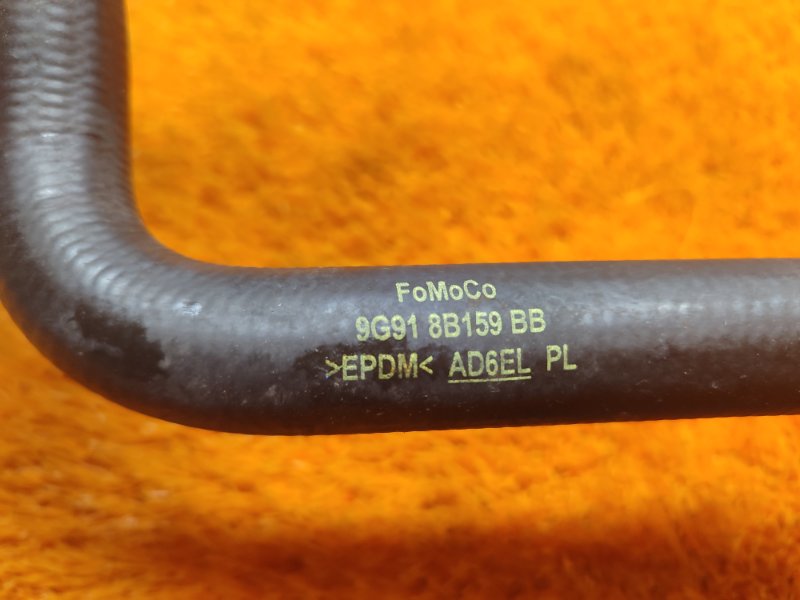 FoMoCo
9G91 8B159 BB
>EPDM< AD6EL PL